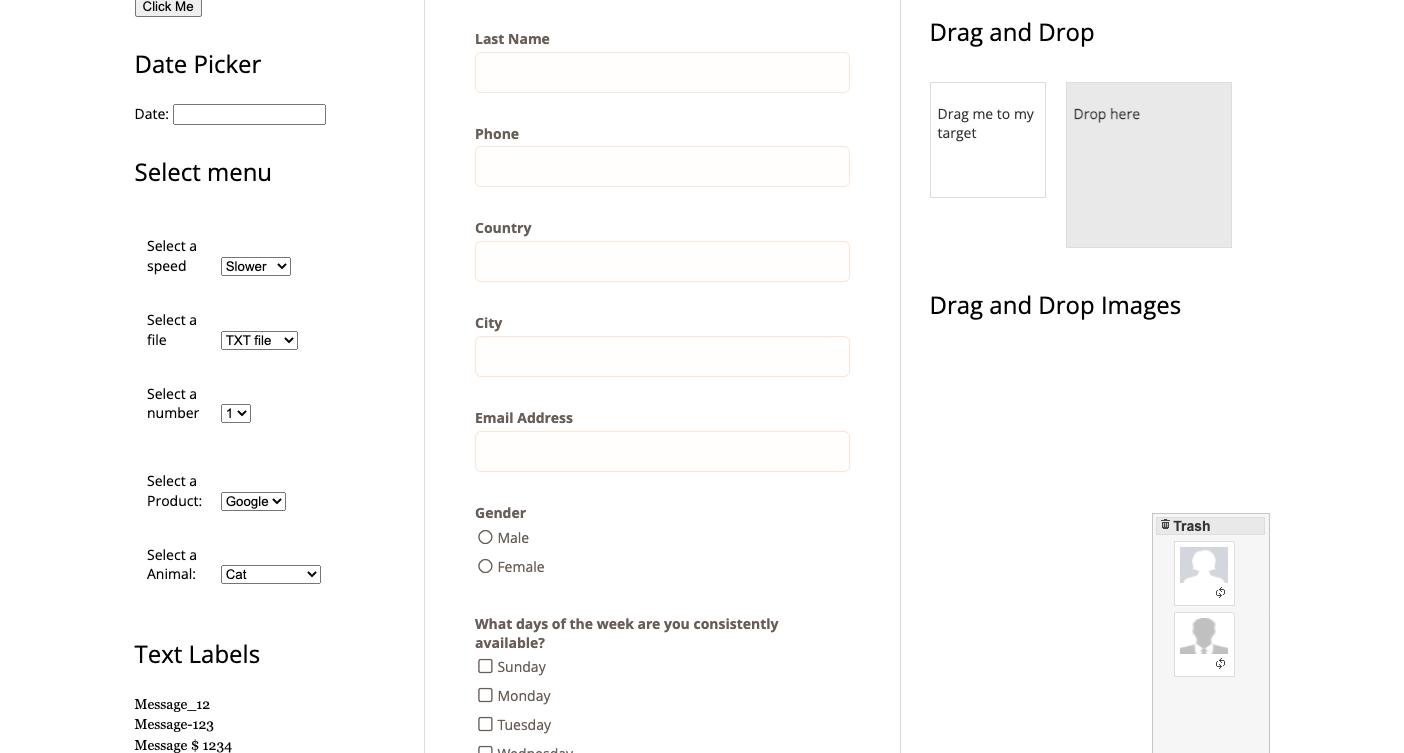 Click Me
Date Picker
Date:
Select menu
Select a
speed
Slower
Select a
file
TXT file
Select a
number
1
Select a
Product:
Google
Select a
Animal:
Cat
Text Labels
Message_12
Message-123
Message $ 1234
Last Name
Phone
Country
City
Email Address
Gender
Male
Female
What days of the week are you consistently
available?
Sunday
Monday
Tuesday
Wednesday
Drag and Drop
Drag me to my
target
Drop here
Drag and Drop Images
Trash